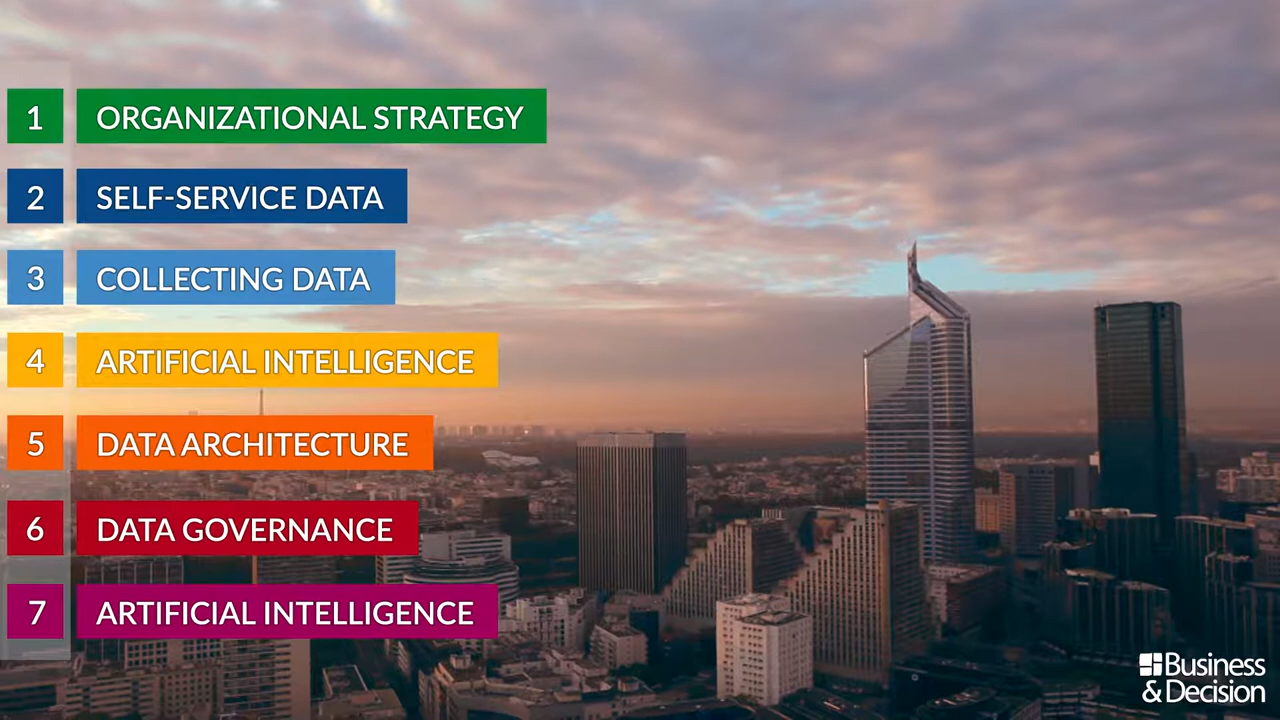 1 ORGANIZATIONAL STRATEGY
2 SELF-SERVICE DATA
3 COLLECTING DATA
4 ARTIFICIAL INTELLIGENCE
5 DATA ARCHITECTURE
6 DATA GOVERNANCE
7 ARTIFICIAL INTELLIGENCE
Business
& Decision